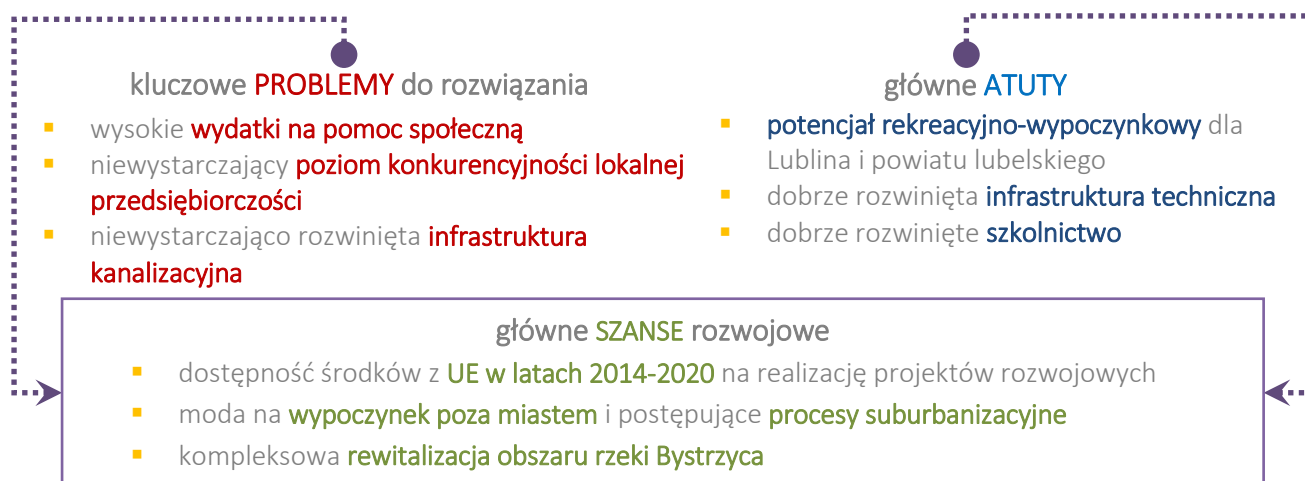 kluczowe PROBLEMY do rozwiązania
▪ wysokie wydatki na pomoc społeczną
▪ niewystarczający poziom konkurencyjności lokalnej
przedsiębiorczości
▪ niewystarczająco rozwinięta infrastruktura
kanalizacyjna
główne ATUTY
▪ potencjał rekreacyjno-wypoczynkowy dla
Lublina i powiatu lubelskiego
▪ dobrze rozwinięta infrastruktura techniczna
▪ dobrze rozwinięte szkolnictwo
główne SZANSE rozwojowe
▪ dostępność środków z UE w latach 2014-2020 na realizację projektów rozwojowych
▪ moda na wypoczynek poza miastem i postępujące procesy suburbanizacyjne
▪ kompleksowa rewitalizacja obszaru rzeki Bystrzyca